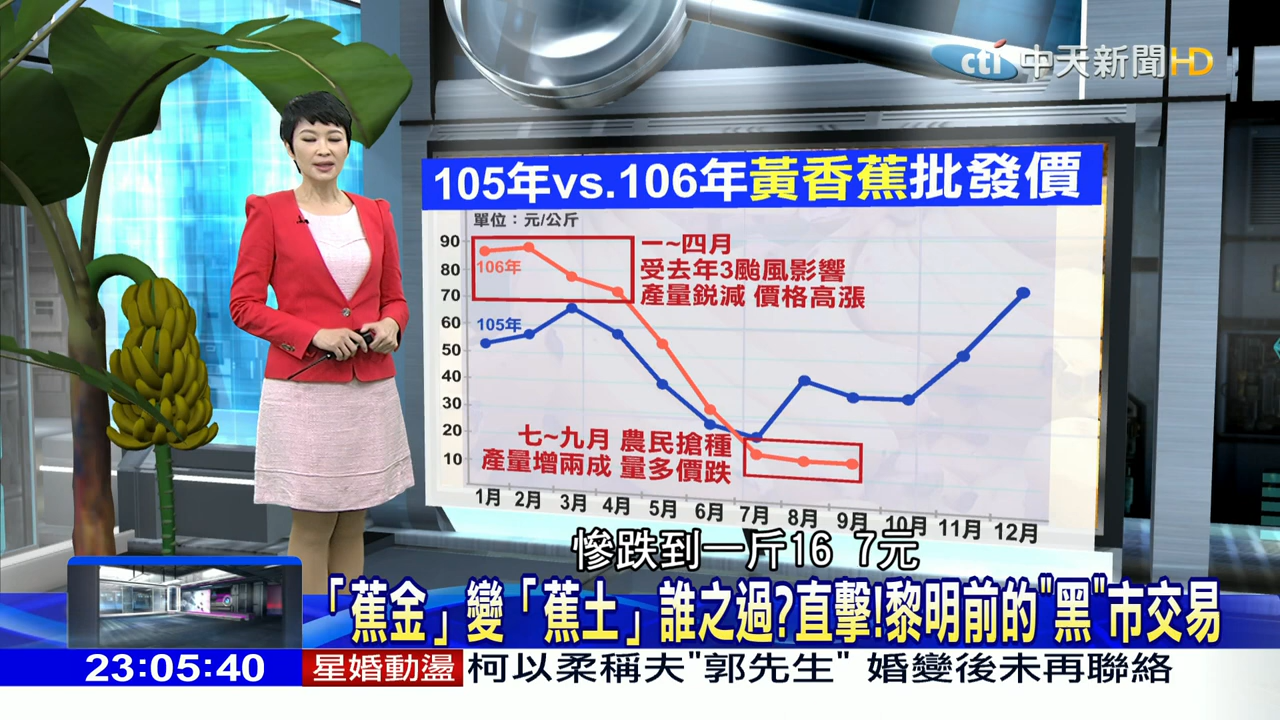 cti 中天新聞HD
105年vs.106年黃香蕉批發價
單位：元/公斤
90
80
70
60
50
40
30
20
10
106年
105年
一~四月
受去年3颱風影響
產量銳減 價格高漲
七~九月 農民搶種
產量增兩成 量多價跌
1月 2月 3月 4月 5月 6月 7月 8月 9月 10月 11月 12月
慘跌到一斤16 7元
「蕉金」變「蕉土」誰之過?直擊!黎明前的"黑"市交易
23:05:40 星婚動盪 柯以柔稱夫"郭先生" 婚變後未再聯絡